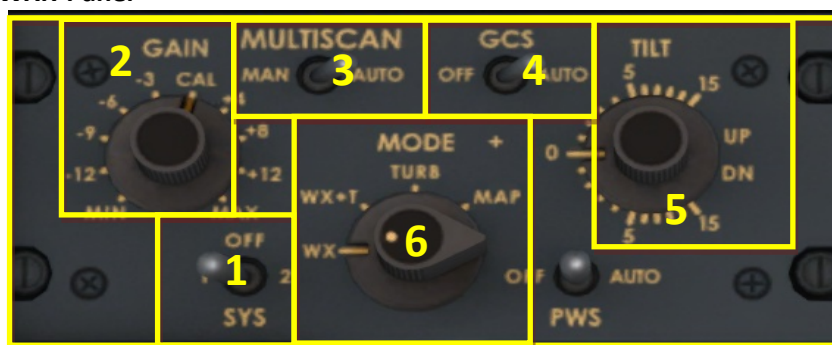 GAIN
-3 CAL +4
-6
-9 +8
-12 +12
MIN MAX
2
MULTISCAN
MAN AUTO
3
GCS
OFF AUTO
4
TILT
5 15
0
UP
DN
5 15
5
MODE +
TURB
WX+T MAP
WX
6
OFF
2
SYS
1
OFF AUTO
PWS